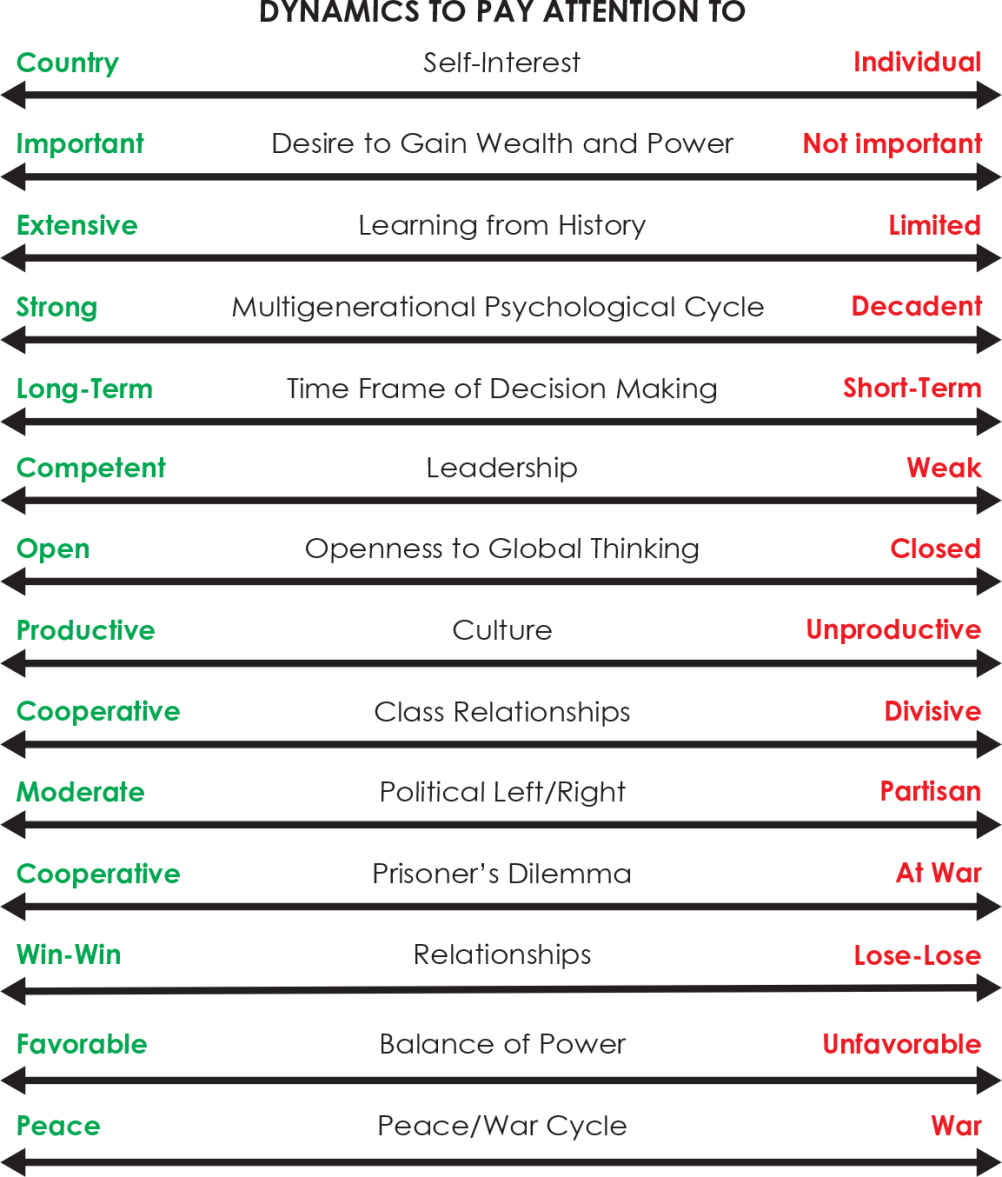 DYNAMICS TO PAY ATTENTION TO
Country Self-Interest Individual
Important Desire to Gain Wealth and Power Not important
Extensive Learning from History Limited
Strong Multigenerational Psychological Cycle Decadent
Long-Term Time Frame of Decision Making Short-Term
Competent Leadership Weak
Open Openness to Global Thinking Closed
Productive Culture Unproductive
Cooperative Class Relationships Divisive
Moderate Political Left/Right Partisan
Cooperative Prisoner’s Dilemma At War
Win-Win Relationships Lose-Lose
Favorable Balance of Power Unfavorable
Peace Peace/War Cycle War